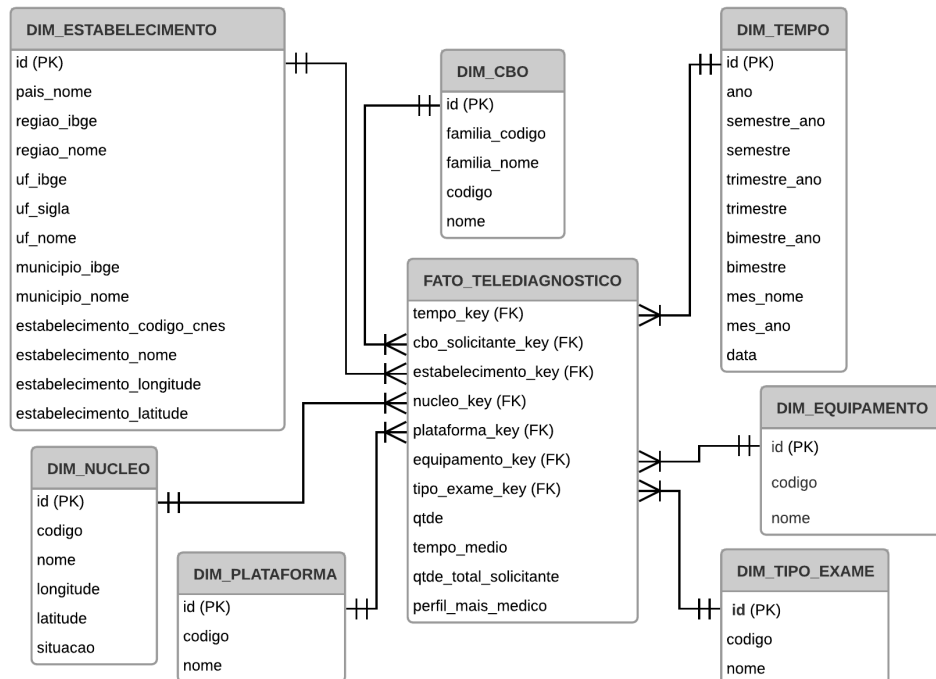 DIM_ESTABELECIMENTO
id (PK)
pais_nome
regiao_ibge
regiao_nome
uf_ibge
uf_sigla
uf_nome
municipio_ibge
municipio_nome
estabelecimento_codigo_cnes
estabelecimento_nome
estabelecimento_longitude
estabelecimento_latitude
DIM_CBO
id (PK)
familia_codigo
familia_nome
codigo
nome
DIM_TEMPO
id (PK)
ano
semestre_ano
semestre
trimestre_ano
trimestre
bimestre_ano
bimestre
mes_nome
mes_ano
data
FATO_TELEDIAGNOSTICO
tempo_key (FK)
cbo_solicitante_key (FK)
estabelecimento_key (FK)
nucleo_key (FK)
plataforma_key (FK)
equipamento_key (FK)
tipo_exame_key (FK)
qtde
tempo_medio
qtde_total_solicitante
perfil_mais_medico
DIM_EQUIPAMENTO
id (PK)
codigo
nome
DIM_NUCLEO
id (PK)
codigo
nome
longitude
latitude
situacao
DIM_PLATAFORMA
id (PK)
codigo
nome
DIM_TIPO_EXAME
id (PK)
codigo
nome